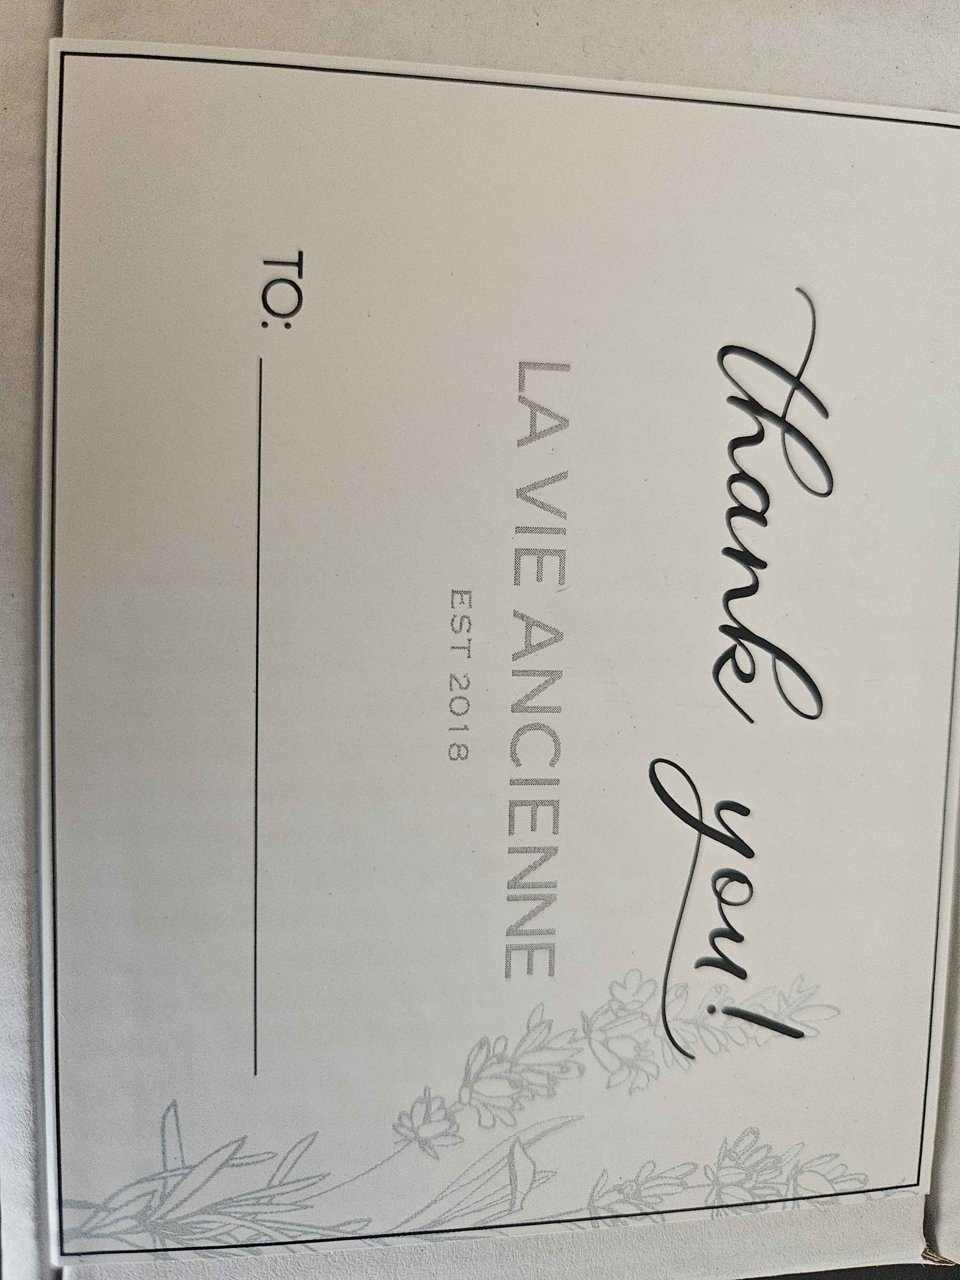 thank you!
LA VIE ANCIENNE
EST 2018
TO: